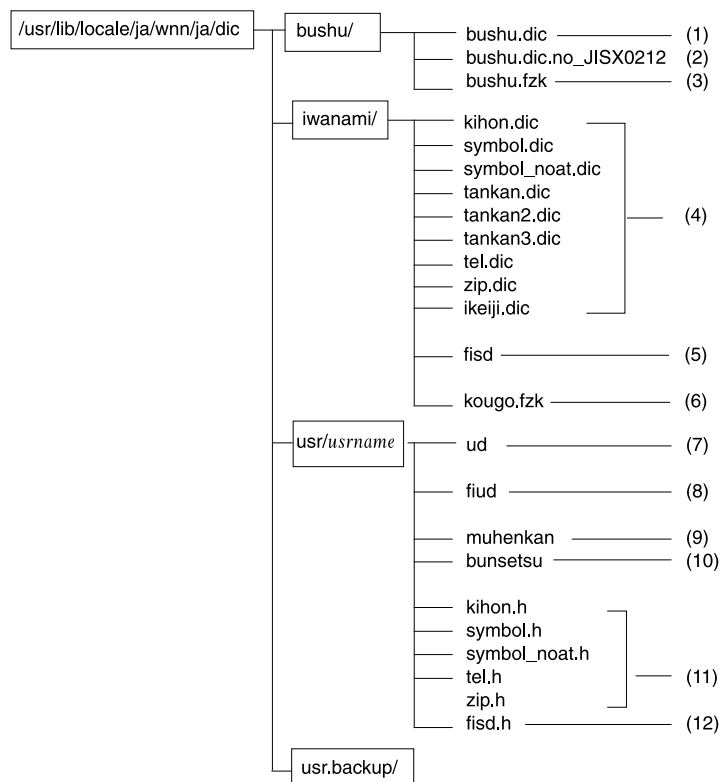 /usr/lib/locale/ja/wnn/ja/dic
bushu/
bushu.dic (1)
bushu.dic.no_JISX0212 (2)
bushu.fzk (3)
iwanami/
kihon.dic
symbol.dic
symbol_noat.dic
tankan.dic
tankan2.dic
(4)
tankan3.dic
tel.dic
zip.dic
ikeiji.dic
fisd (5)
kougo.fzk (6)
usr/usrname
ud (7)
fiud (8)
muhenkan (9)
bunsetsu (10)
kihon.h
symbol.h
symbol_noat.h
tel.h (11)
zip.h
fisd.h (12)
usr.backup/